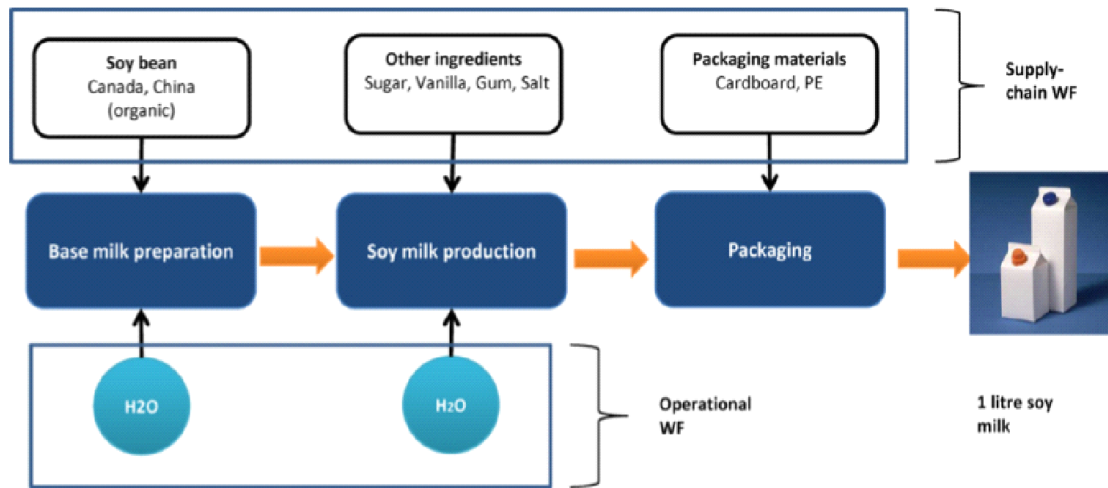 Soy bean
Canada, China
(organic)
Other ingredients
Sugar, Vanilla, Gum, Salt
Packaging materials
Cardboard, PE
Supply-
chain WF
Base milk preparation
Soy milk production
Packaging
H2O
H₂O
Operational
WF
1 litre soy
milk